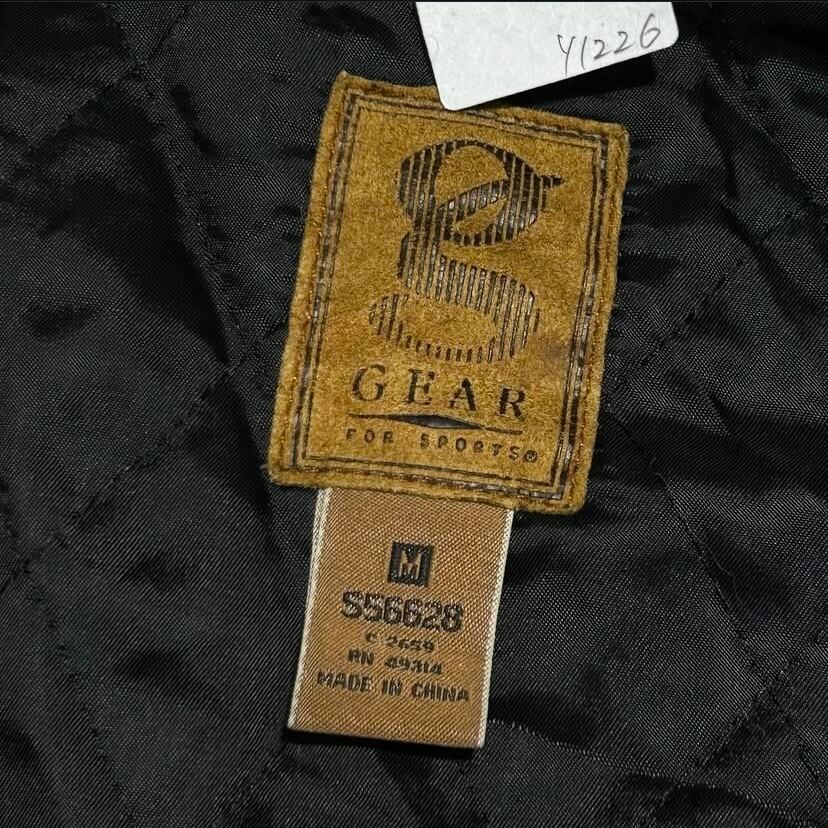 Y1226
g
GEAR
FOR SPORTS®
M
S56628
C 2659
RN 49314
MADE IN CHINA